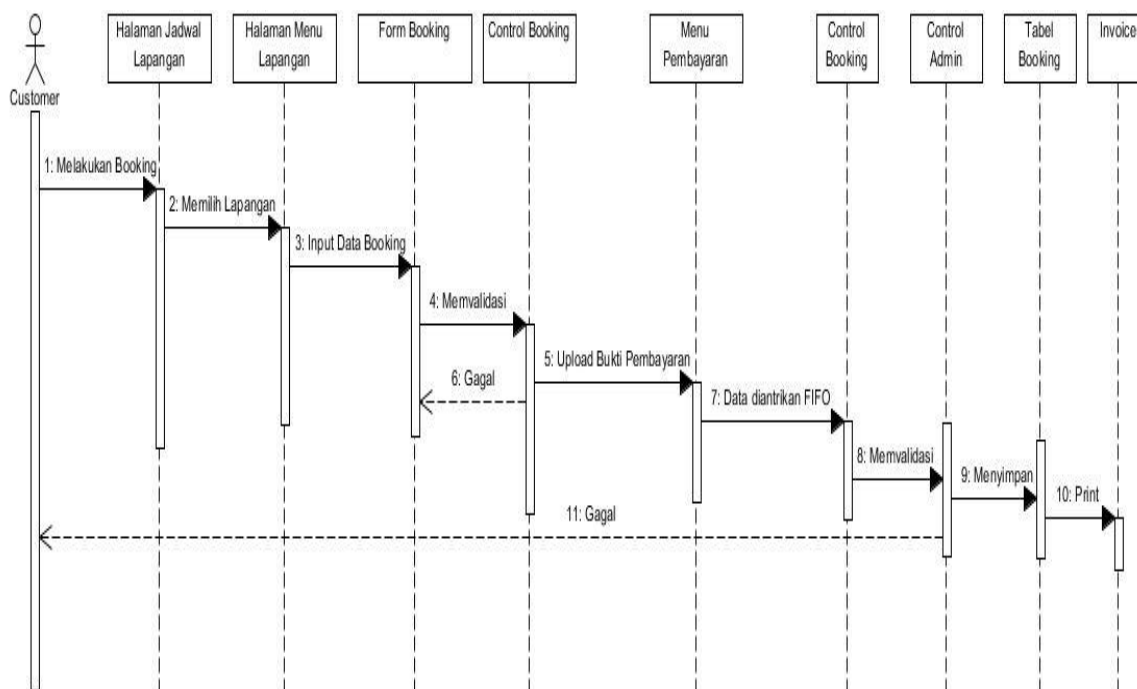 Halaman Jadwal
Lapangan
Halaman Menu
Lapangan
Form Booking
Control Booking
Menu
Pembayaran
Control
Booking
Control
Admin
Tabel
Booking
Invoice
Customer
1: Melakukan Booking
2: Memilih Lapangan
3: Input Data Booking
4: Memvalidasi
5: Upload Bukti Pembayaran
6: Gagal
7: Data diantrikan FIFO
8: Memvalidasi
9: Menyimpan
10: Print
11: Gagal